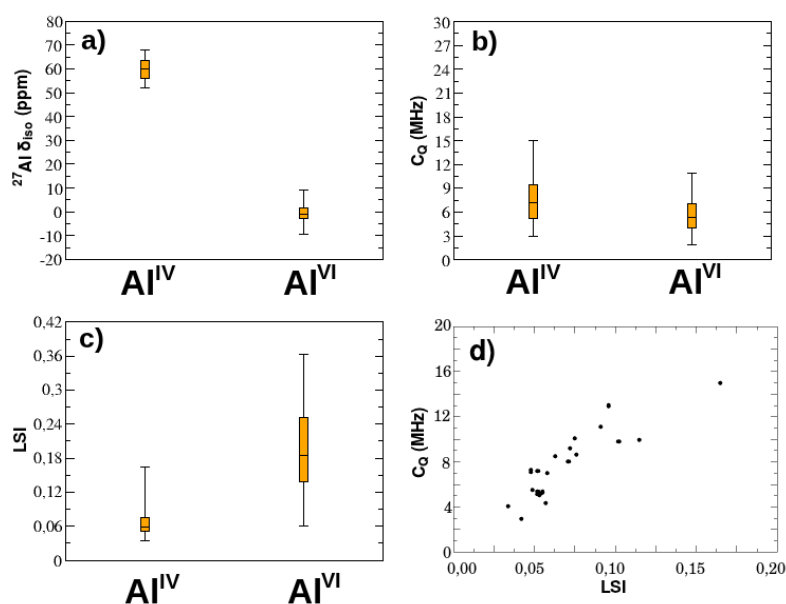 a)
80
70
60
50
40
30
20
10
0
-10
-20
27Al δiso (ppm)
AlIV AlVI
b)
30
27
24
21
18
15
12
9
6
3
0
CQ (MHz)
AlIV AlVI
c)
0,42
0,36
0,3
0,24
0,18
0,12
0,06
0
LSI
AlIV AlVI
d)
20
16
12
8
4
0
CQ (MHz)
0,00 0,05 0,10 0,15 0,20
LSI